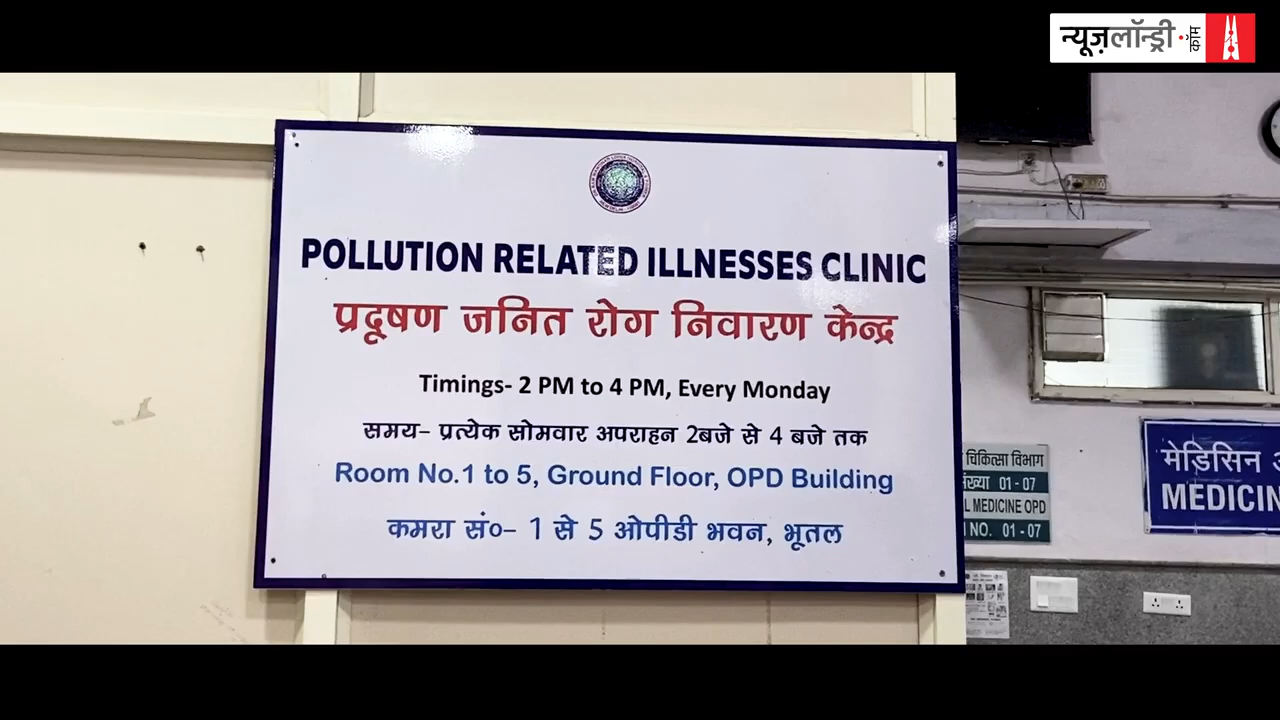 न्यूज़लॉन्ड्री.कॉम
POLLUTION RELATED ILLNESSES CLINIC
प्रदूषण जनित रोग निवारण केन्द्र
Timings- 2 PM to 4 PM, Every Monday
समय– प्रत्येक सोमवार अपराहन 2बजे से 4 बजे तक
Room No.1 to 5, Ground Floor, OPD Building
कमरा सं०– 1 से 5 ओपीडी भवन, भूतल
चिकित्सा विभाग
01 -07
MEDICINE OPD
NO. 01 -07
मेडिसिन
MEDICIN